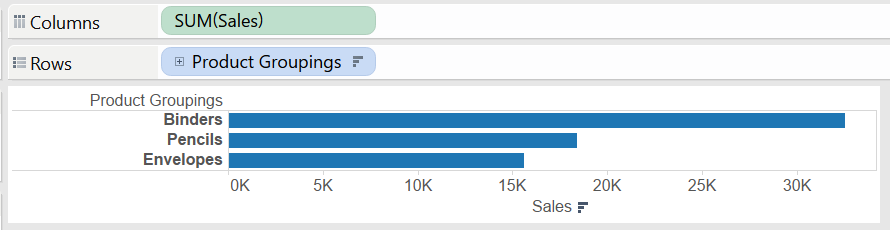 Columns SUM(Sales)
Rows Product Groupings
Product Groupings
Binders
Pencils
Envelopes
0K 5K 10K 15K 20K 25K 30K
Sales